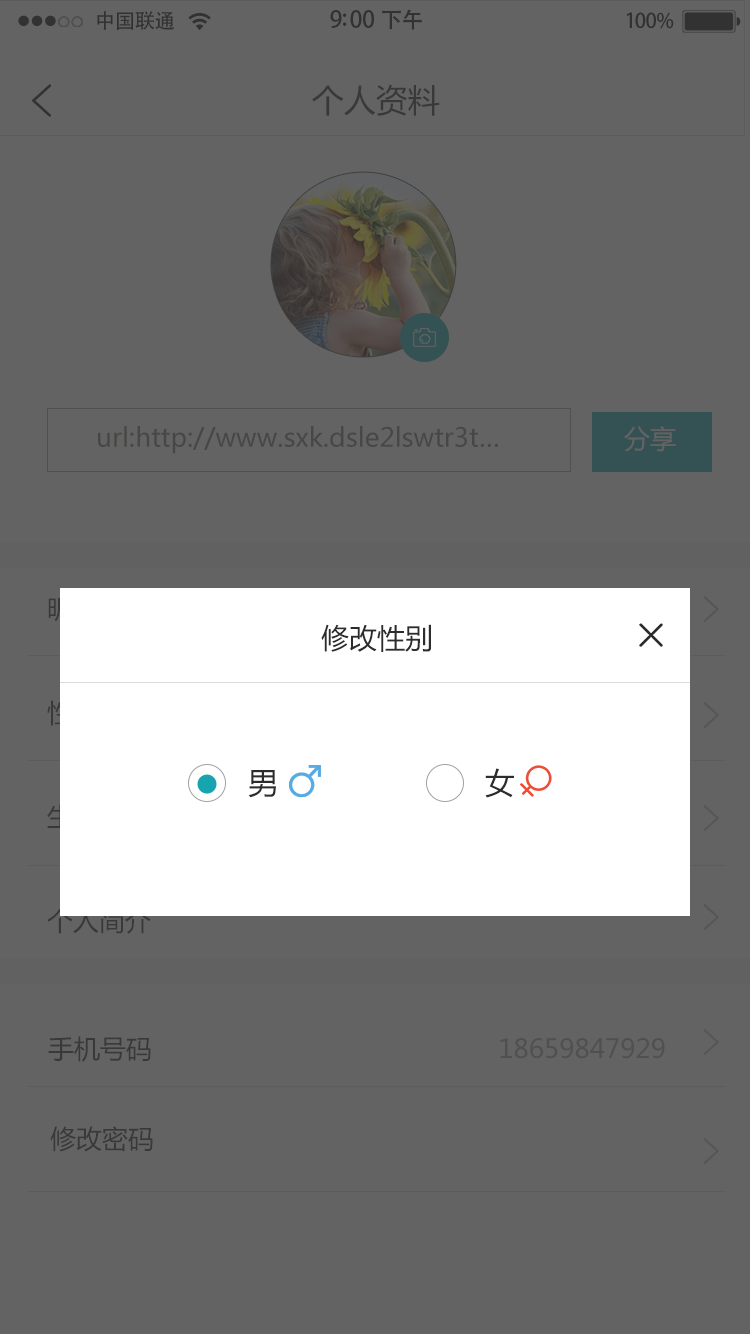 中国联通 9:00 下午 100%
个人资料
url:http://www.sxk.dsle2lswtr3t...
分享
修改性别
男 女
个人简介
手机号码 18659847929
修改密码